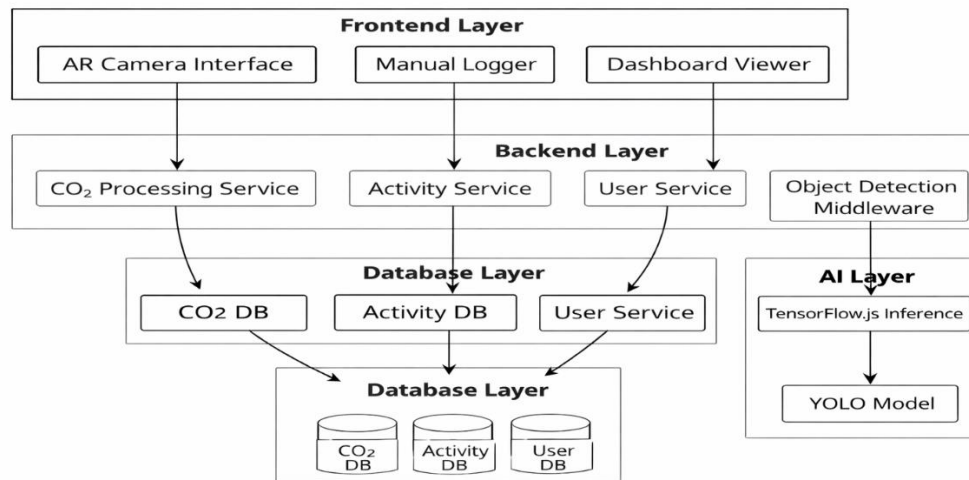 Frontend Layer
AR Camera Interface
Manual Logger
Dashboard Viewer
Backend Layer
CO₂ Processing Service
Activity Service
User Service
Object Detection
Middleware
Database Layer
CO2 DB
Activity DB
User Service
AI Layer
TensorFlow.js Inference
YOLO Model
Database Layer
CO₂
DB
Activity
DB
User
DB